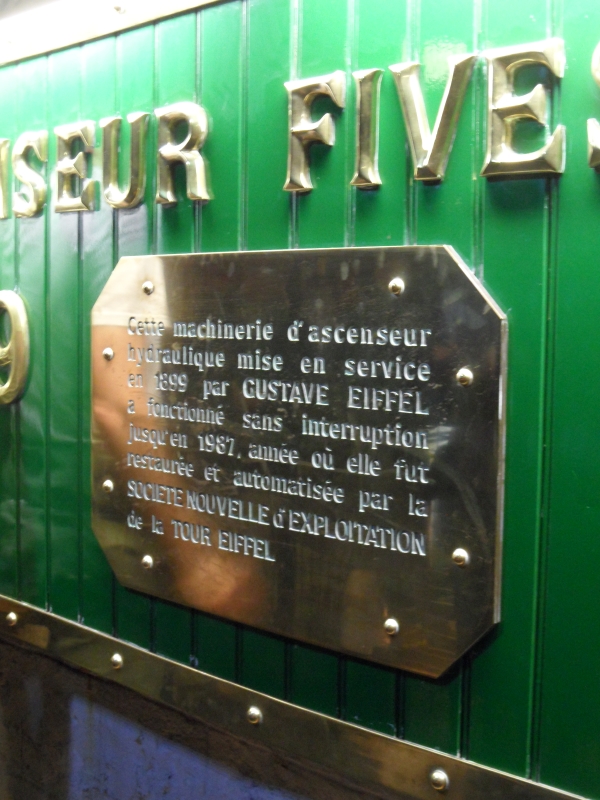 NSEUR FIVES
9
Cette machinerie d'ascenseur
hydraulique mise en service
en 1899 par GUSTAVE EIFFEL
a fonctionné sans interruption
jusqu'en 1987, année où elle fut
restaurée et automatisée par la
SOCIETE NOUVELLE d'EXPLOITATION
de la TOUR EIFFEL